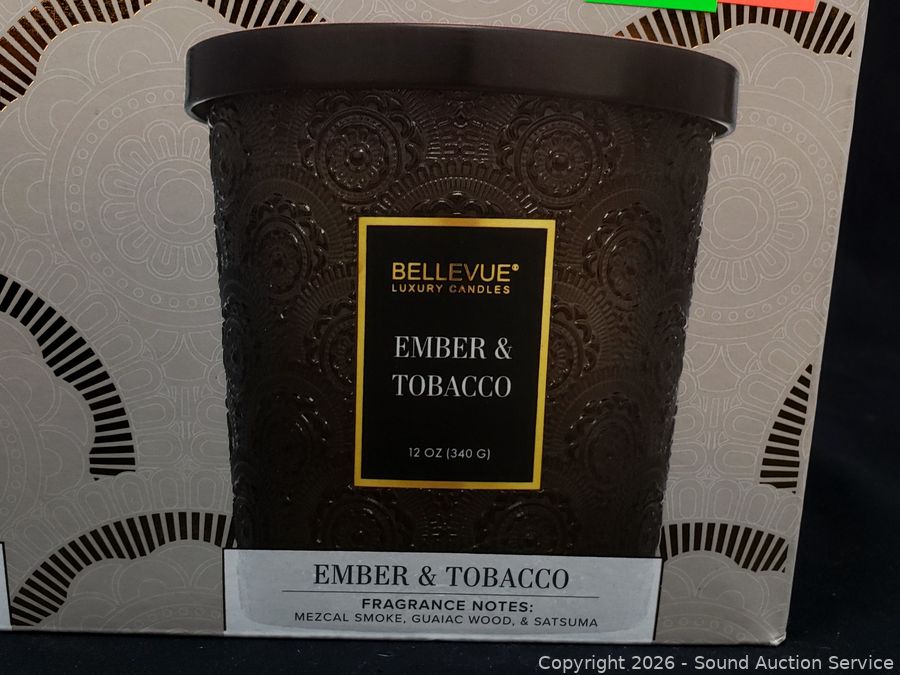 BELLEVUE®
LUXURY CANDLES
EMBER &
TOBACCO
12 OZ (340 G)
EMBER & TOBACCO
FRAGRANCE NOTES:
MEZCAL SMOKE, GUAIAC WOOD, & SATSUMA
Copyright 2026 - Sound Auction Service